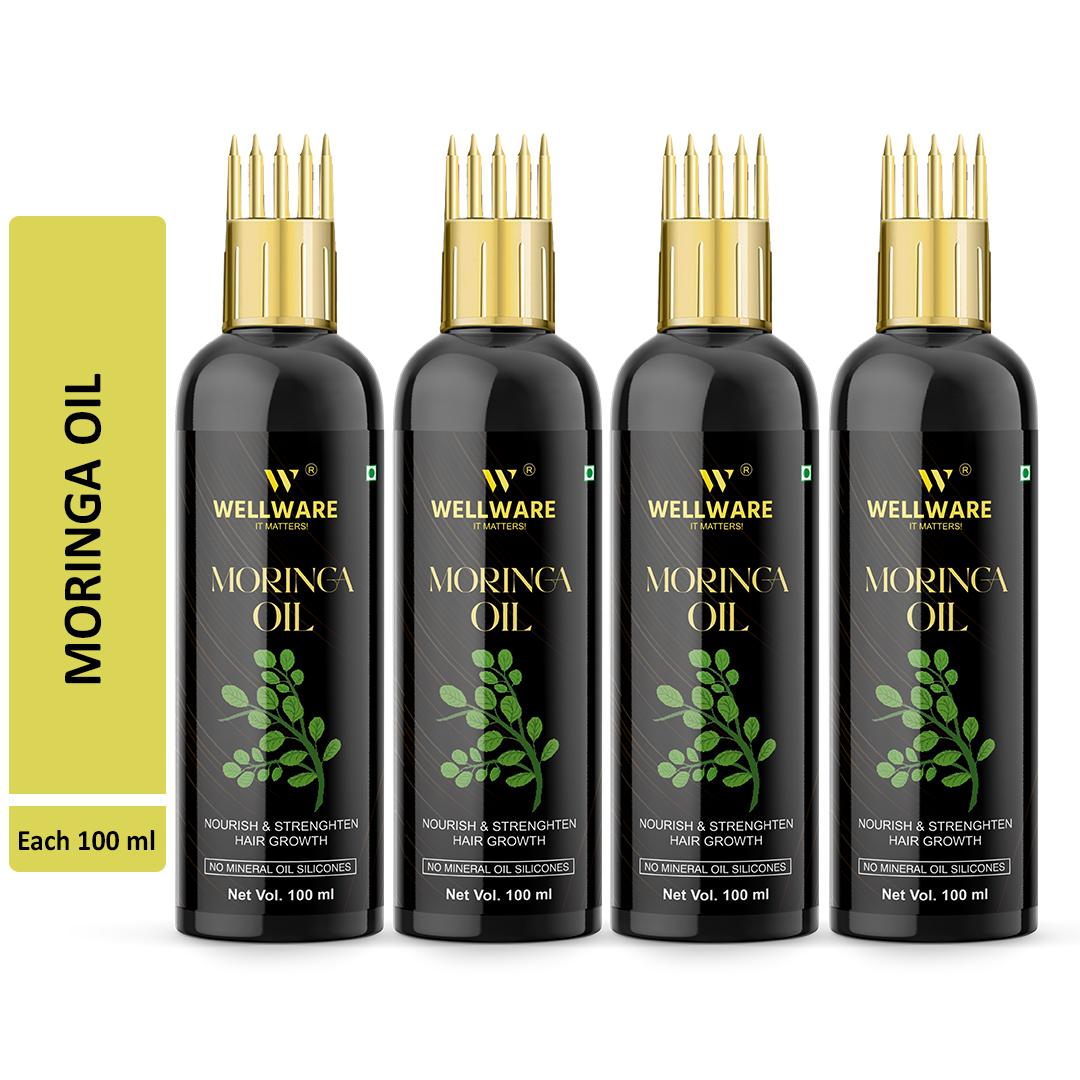 MORINGA OIL
Each 100 ml
W ®
WELLWARE
IT MATTERS!
MORINGA
OIL
NOURISH & STRENGHTEN
HAIR GROWTH
NO MINERAL OIL SILICONES
Net Vol. 100 ml
W ®
WELLWARE
IT MATTERS!
MORINGA
OIL
NOURISH & STRENGHTEN
HAIR GROWTH
NO MINERAL OIL SILICONES
Net Vol. 100 ml
W ®
WELLWARE
IT MATTERS!
MORINGA
OIL
NOURISH & STRENGHTEN
HAIR GROWTH
NO MINERAL OIL SILICONES
Net Vol. 100 ml
W ®
WELLWARE
IT MATTERS!
MORINGA
OIL
NOURISH & STRENGHTEN
HAIR GROWTH
NO MINERAL OIL SILICONES
Net Vol. 100 ml